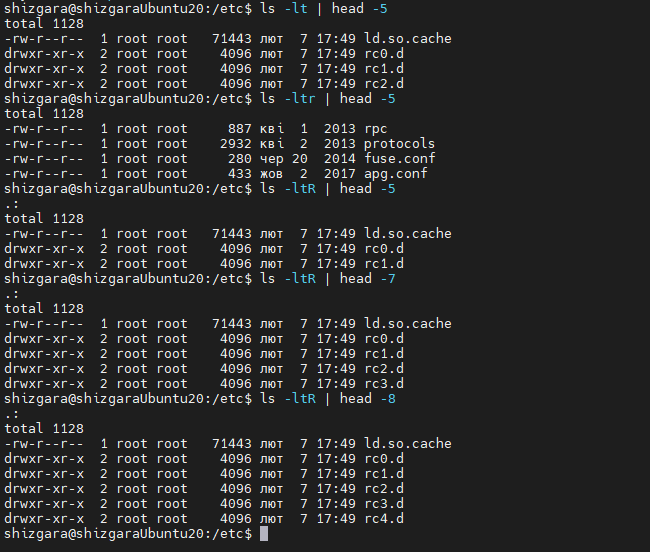 shizgara@shizgaraUbuntu20:/etc$ ls -lt | head -5
total 1128
-rw-r--r--  1 root root   71443 лют  7 17:49 ld.so.cache
drwxr-xr-x  2 root root    4096 лют  7 17:49 rc0.d
drwxr-xr-x  2 root root    4096 лют  7 17:49 rc1.d
drwxr-xr-x  2 root root    4096 лют  7 17:49 rc2.d
shizgara@shizgaraUbuntu20:/etc$ ls -ltr | head -5
total 1128
-rw-r--r--  1 root root     887 кві  1  2013 rpc
-rw-r--r--  1 root root    2932 кві  2  2013 protocols
-rw-r--r--  1 root root     280 чер 20  2014 fuse.conf
-rw-r--r--  1 root root     433 жов  2  2017 apg.conf
shizgara@shizgaraUbuntu20:/etc$ ls -ltR | head -5
.:
total 1128
-rw-r--r--  1 root root   71443 лют  7 17:49 ld.so.cache
drwxr-xr-x  2 root root    4096 лют  7 17:49 rc0.d
drwxr-xr-x  2 root root    4096 лют  7 17:49 rc1.d
shizgara@shizgaraUbuntu20:/etc$ ls -ltR | head -7
.:
total 1128
-rw-r--r--  1 root root   71443 лют  7 17:49 ld.so.cache
drwxr-xr-x  2 root root    4096 лют  7 17:49 rc0.d
drwxr-xr-x  2 root root    4096 лют  7 17:49 rc1.d
drwxr-xr-x  2 root root    4096 лют  7 17:49 rc2.d
drwxr-xr-x  2 root root    4096 лют  7 17:49 rc3.d
shizgara@shizgaraUbuntu20:/etc$ ls -ltR | head -8
.:
total 1128
-rw-r--r--  1 root root   71443 лют  7 17:49 ld.so.cache
drwxr-xr-x  2 root root    4096 лют  7 17:49 rc0.d
drwxr-xr-x  2 root root    4096 лют  7 17:49 rc1.d
drwxr-xr-x  2 root root    4096 лют  7 17:49 rc2.d
drwxr-xr-x  2 root root    4096 лют  7 17:49 rc3.d
drwxr-xr-x  2 root root    4096 лют  7 17:49 rc4.d
shizgara@shizgaraUbuntu20:/etc$